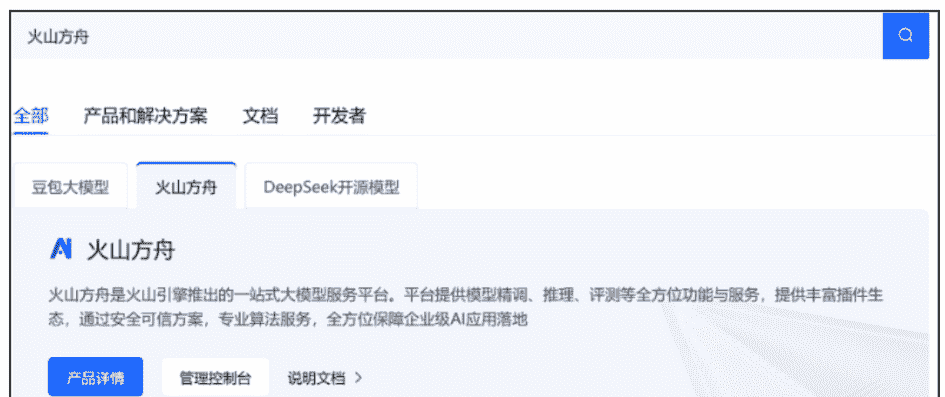 火山方舟
全部 产品和解决方案 文档 开发者
豆包大模型 火山方舟 DeepSeek开源模型
AI 火山方舟
火山方舟是火山引擎推出的一站式大模型服务平台。平台提供模型精调、推理、评测等全方位功能与服务，提供丰富插件生
态，通过安全可信方案，专业算法服务，全方位保障企业级AI应用落地
产品详情 管理控制台 说明文档 >